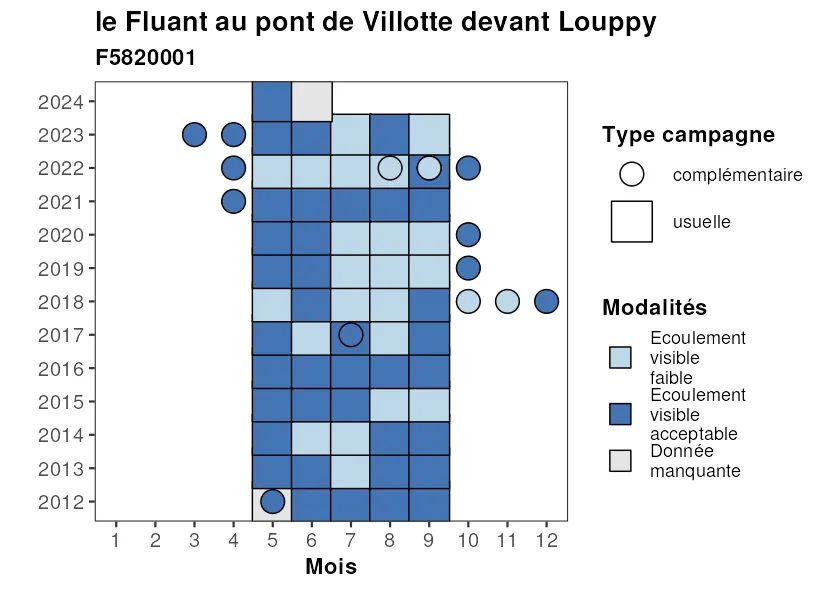 le Fluant au pont de Villotte devant Louppy
F5820001
2024
2023
2022
2021
2020
2019
2018
2017
2016
2015
2014
2013
2012
1 2 3 4 5 6 7 8 9 10 11 12
Mois
Type campagne
complémentaire
usuelle
Modalités
Ecoulement
visible
faible
Ecoulement
visible
acceptable
Donnée
manquante